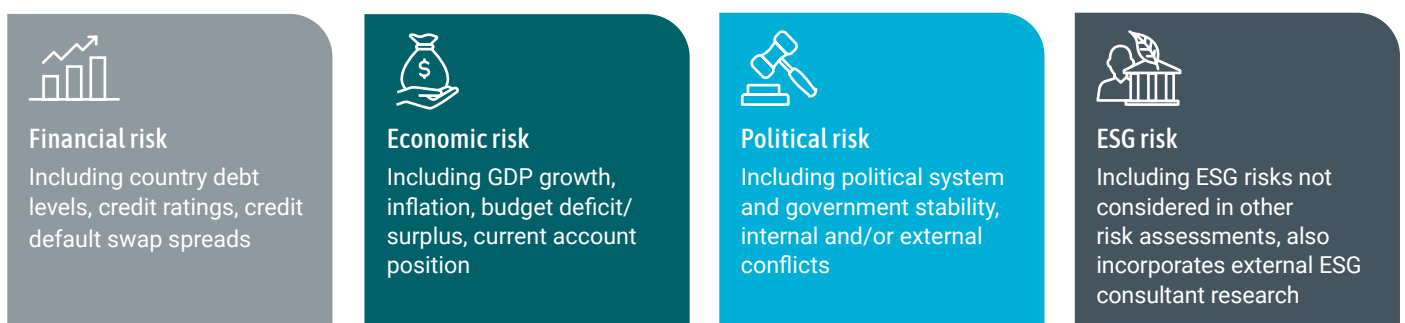 $
Financial risk
Including country debt
levels, credit ratings, credit
default swap spreads
Economic risk
Including GDP growth,
inflation, budget deficit/
surplus, current account
position
Political risk
Including political system
and government stability,
internal and/or external
conflicts
ESG risk
Including ESG risks not
considered in other
risk assessments, also
incorporates external ESG
consultant research